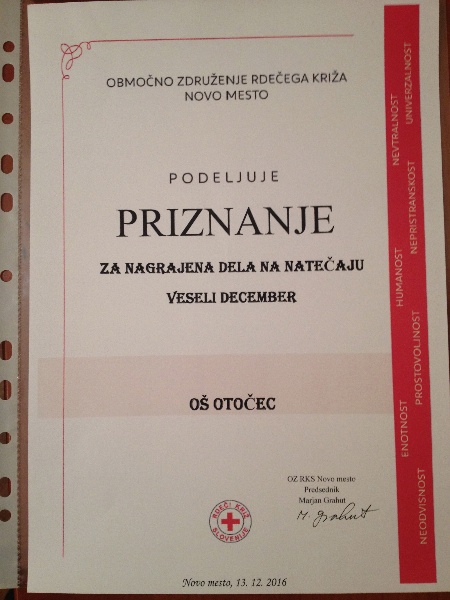 OBMOČNO ZDRUŽENJE RDEČEGA KRIŽA
NOVO MESTO
PODELJUJE
PRIZNANJE
ZA NAGRAJENA DELA NA NATEČAJU
VESELI DECEMBER
OŠ OTOČEC
OZ RKS Novo mesto
Predsednik
Marjan Grahut
M. Grahut
RDEČI KRIŽ
SLOVENIJE
Novo mesto, 13. 12. 2016
NEODVISNOST
ENOTNOST
PROSTOVOLJNOST
HUMANOST
NEPRISTRANSKOST
NEVTRALNOST
UNIVERZALNOST